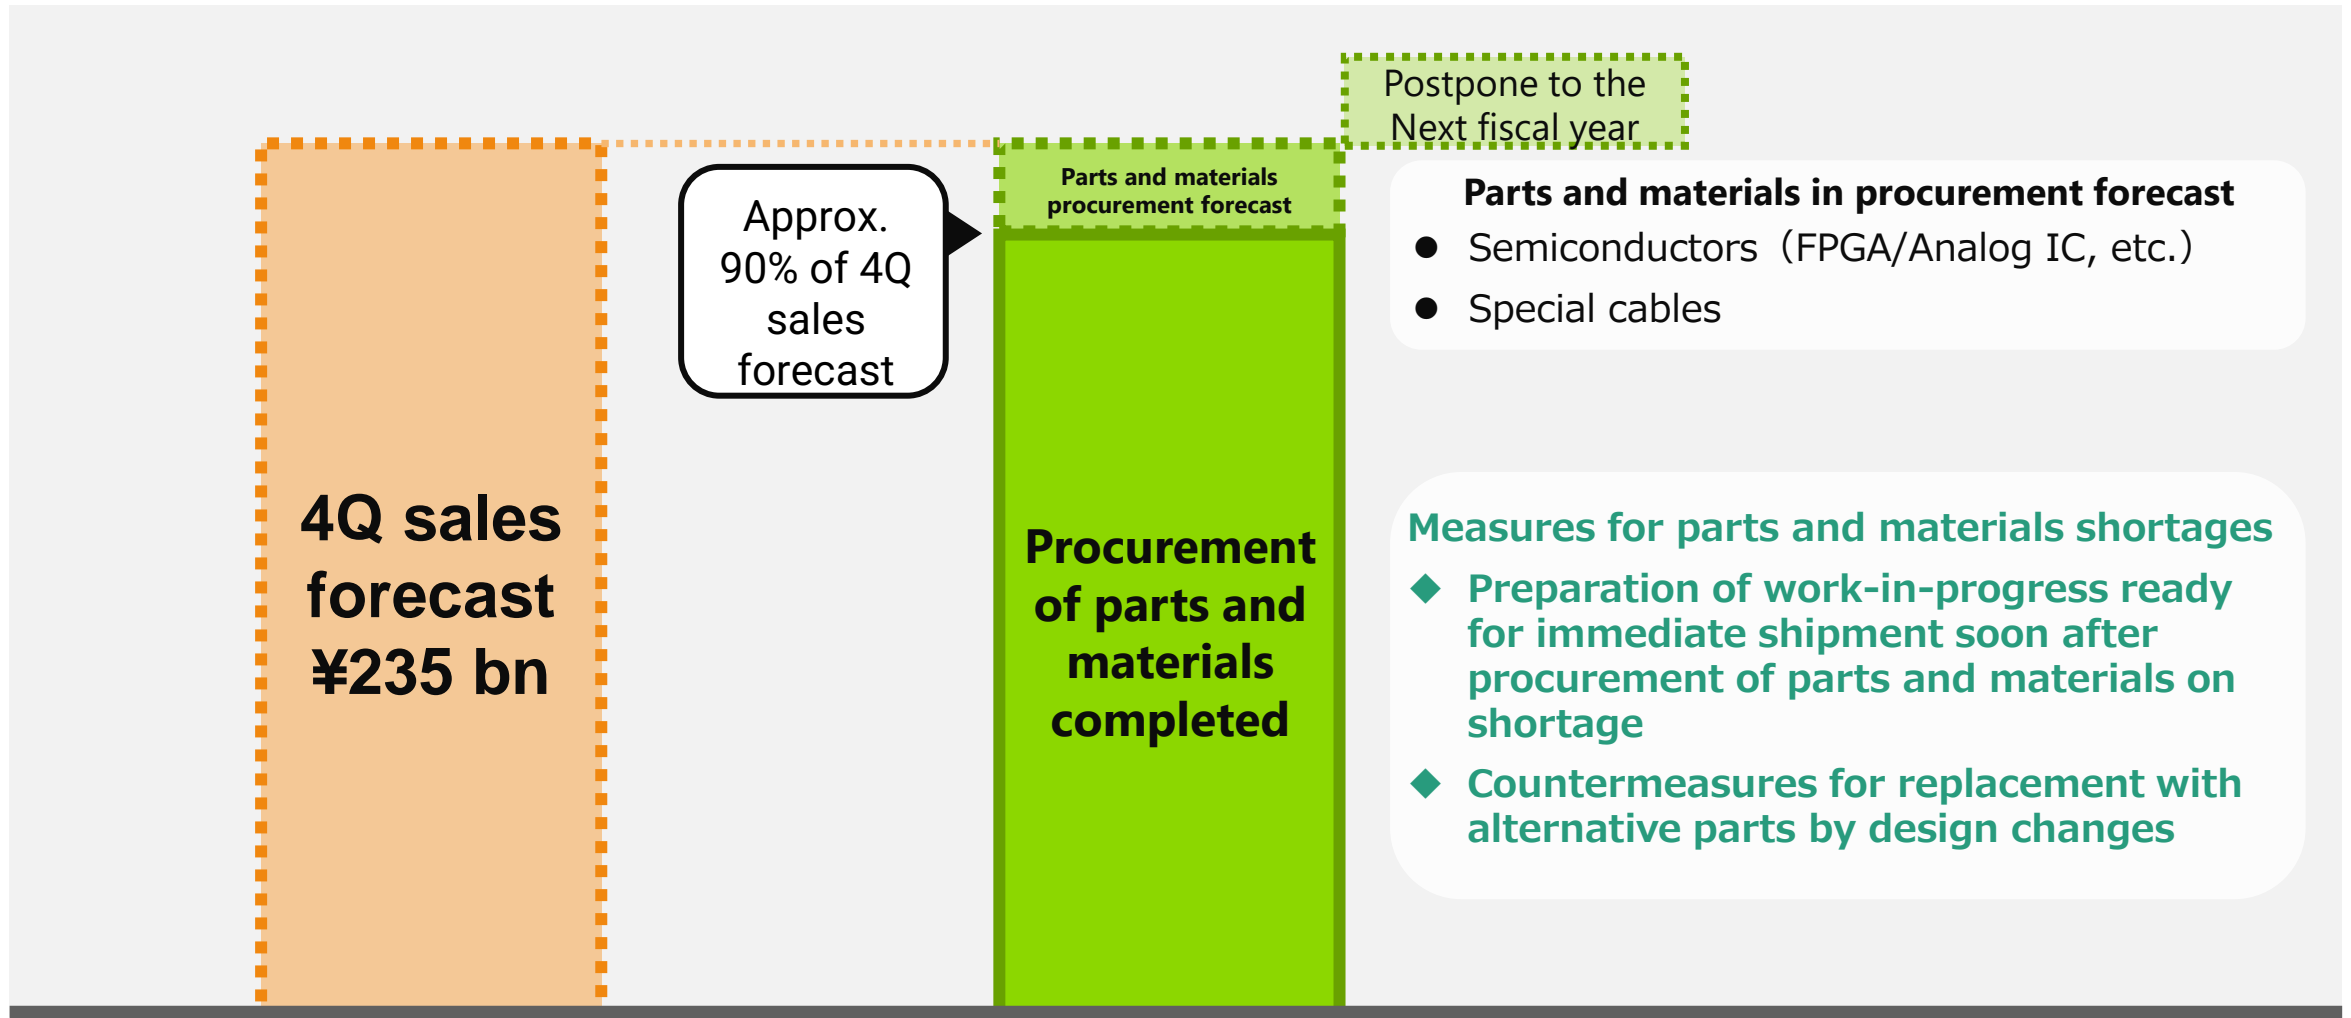 Postpone to the
Next fiscal year
4Q sales
forecast
¥235 bn
Approx.
90% of 4Q
sales
forecast
Parts and materials
procurement forecast
Procurement
of parts and
materials
completed
Parts and materials in procurement forecast
● Semiconductors（FPGA/Analog IC, etc.）
● Special cables
Measures for parts and materials shortages
◆ Preparation of work-in-progress ready
for immediate shipment soon after
procurement of parts and materials on
shortage
◆ Countermeasures for replacement with
alternative parts by design changes